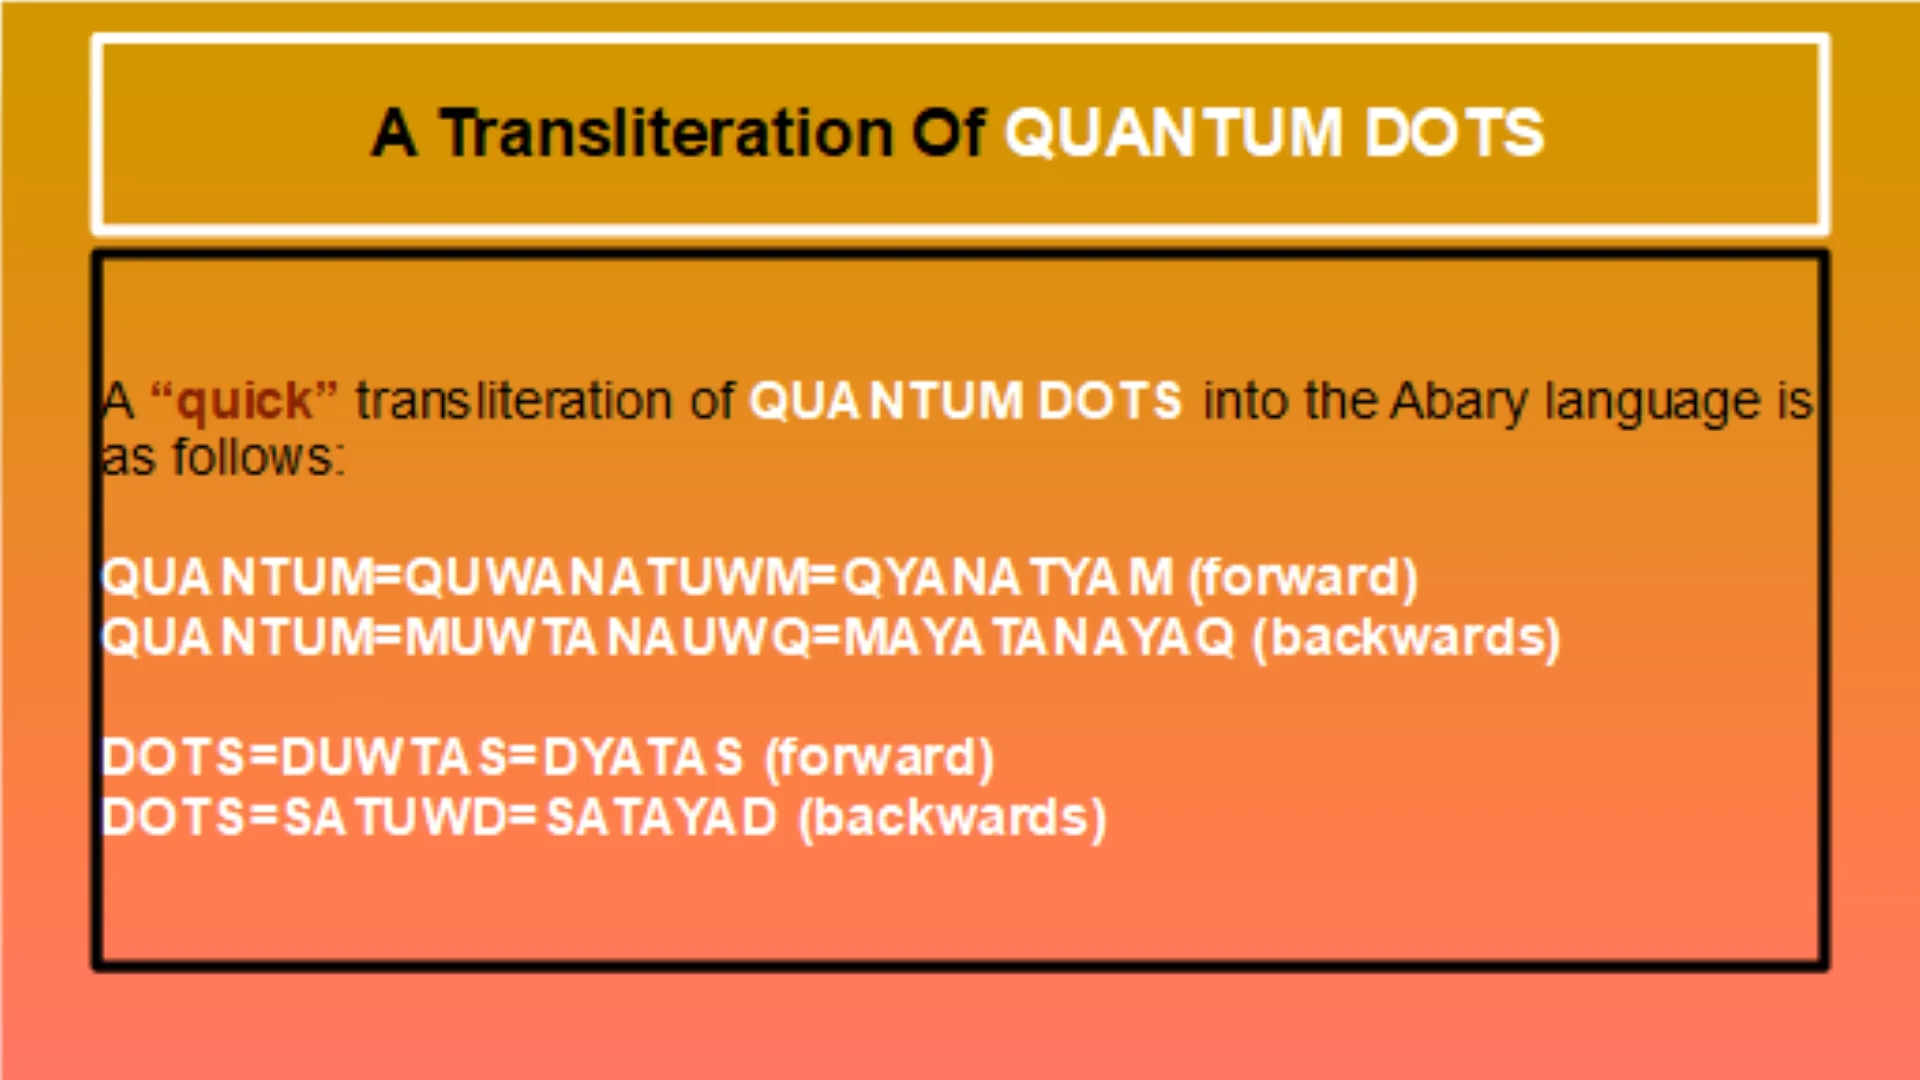 A Transliteration Of QUANTUM DOTS
A “quick” transliteration of QUANTUM DOTS into the Abary language is
as follows:
QUANTUM=QUWANATUWM=QYANATYAM (forward)
QUANTUM=MUWTANAUWQ=MAYATANAYAQ (backwards)
DOTS=DUWTAS=DYATAS (forward)
DOTS=SATUWD=SATAYAD (backwards)